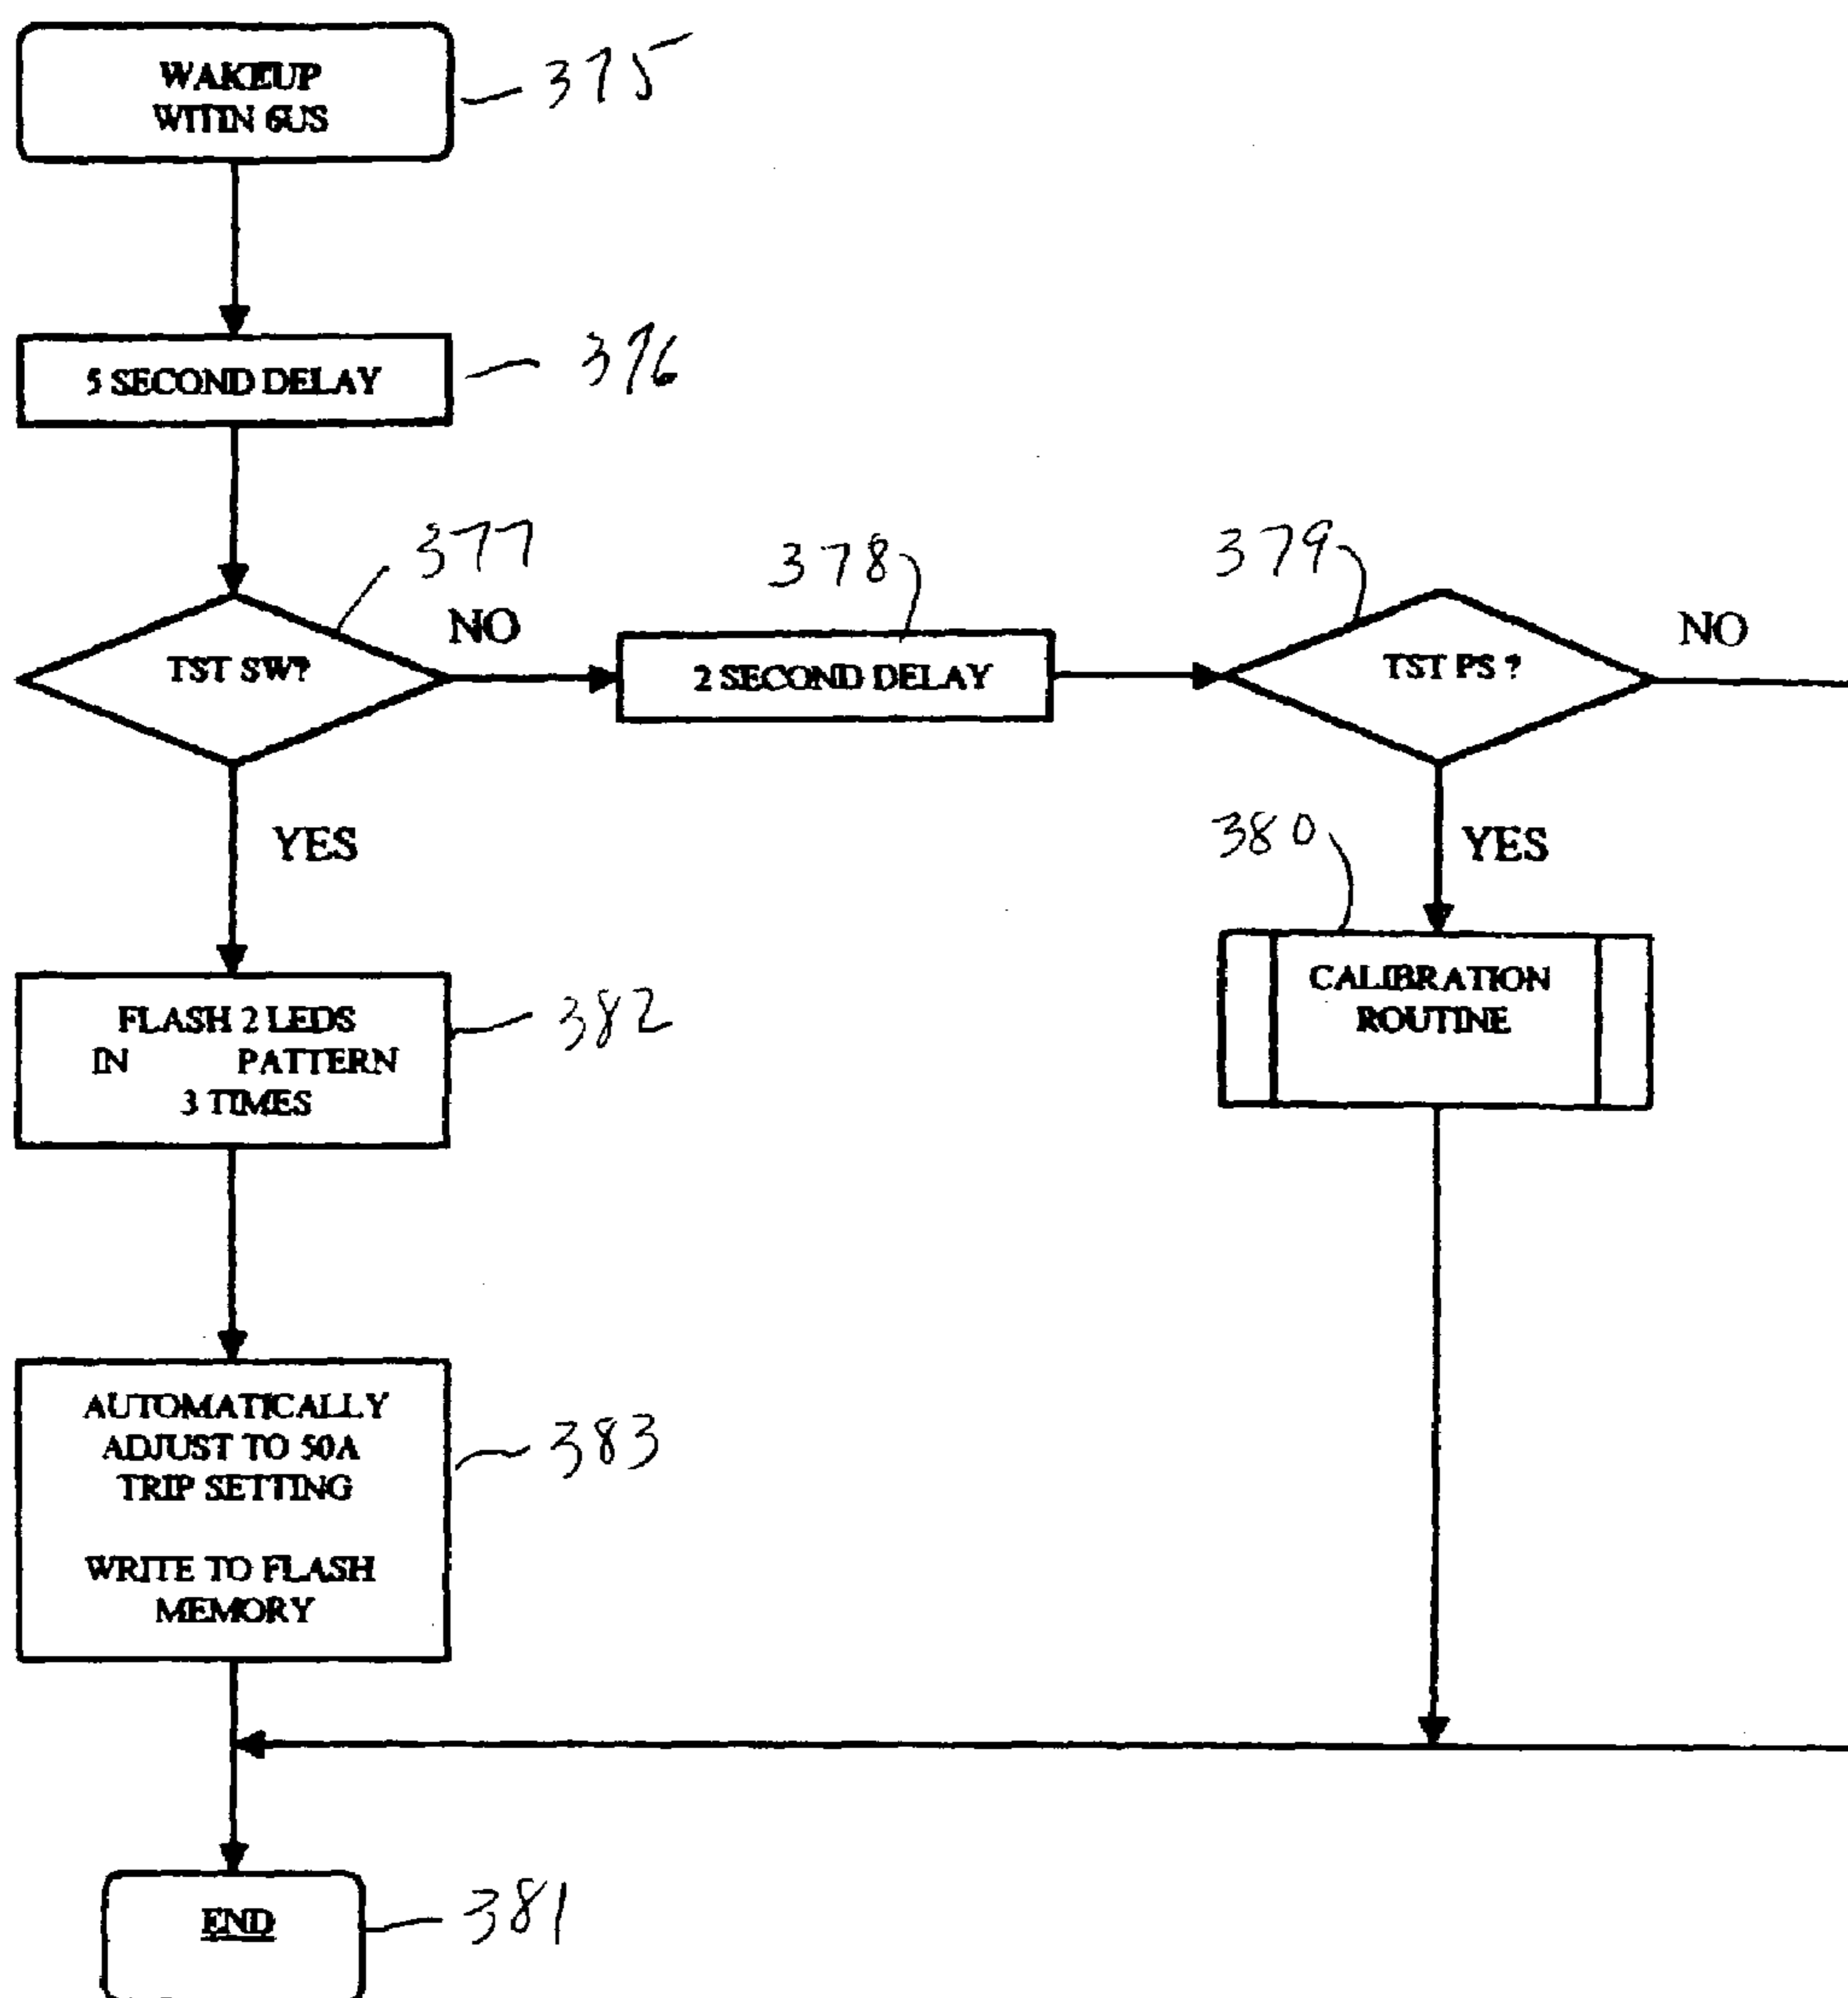 WAKEUP
WITIN 6US
375
5 SECOND DELAY
376
377
NO
378
379
NO
TST SW?
2 SECOND DELAY
TST PS ?
YES
380
YES
FLASH 2 LEDS
IN PATTERN
3 TIMES
382
CALIBRATION
ROUTINE
AUTOMATICALLY
ADJUST TO 50A
TRIP SETTING
WRITE TO FLASH
MEMORY
383
END
381